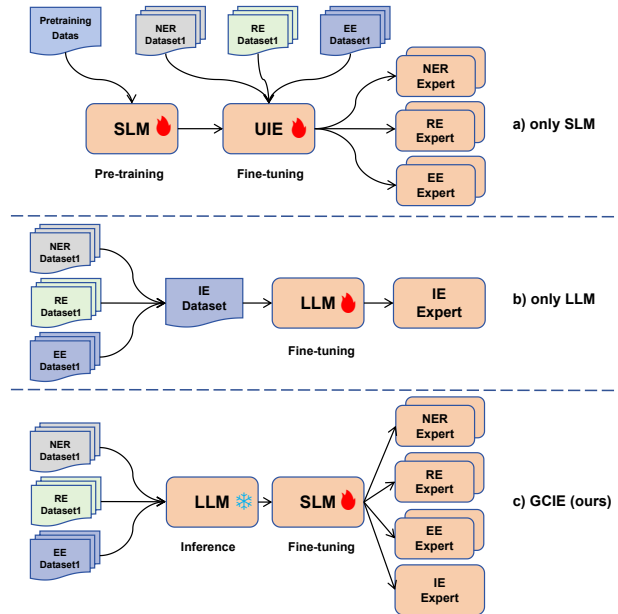 Pretraining
Datas
NER
Dataset1
RE
Dataset1
EE
Dataset1
SLM
UIE
NER
Expert
RE
Expert
EE
Expert
Pre-training
Fine-tuning
a) only SLM
NER
Dataset1
RE
Dataset1
EE
Dataset1
IE
Dataset
LLM
IE
Expert
Fine-tuning
b) only LLM
NER
Dataset1
RE
Dataset1
EE
Dataset1
LLM
SLM
Inference
Fine-tuning
NER
Expert
RE
Expert
EE
Expert
IE
Expert
c) GCIE (ours)